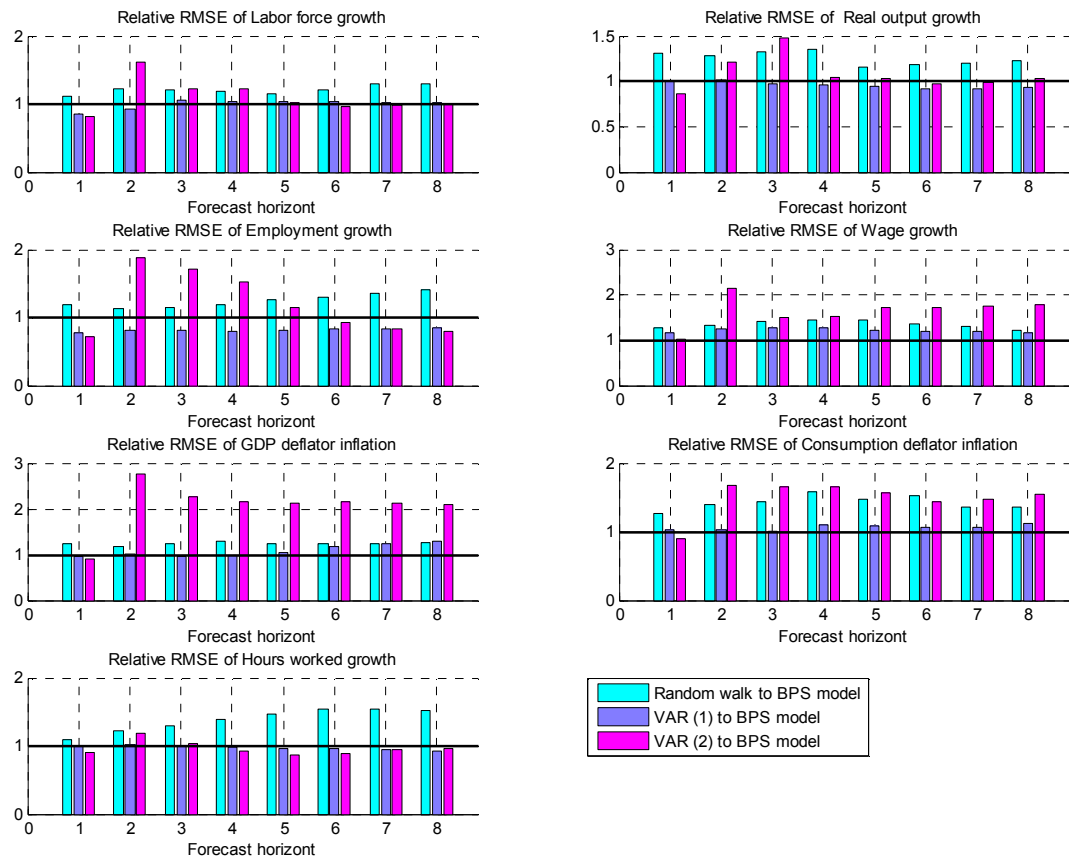 Relative RMSE of Labor force growth
2
1
0
0 1 2 3 4 5 6 7 8
Forecast horizont
Relative RMSE of  Real output growth
1.5
1
0.5
0
0 1 2 3 4 5 6 7 8
Forecast horizont
Relative RMSE of Employment growth
2
1
0
0 1 2 3 4 5 6 7 8
Forecast horizont
Relative RMSE of Wage growth
3
2
1
0
0 1 2 3 4 5 6 7 8
Forecast horizont
Relative RMSE of GDP deflator inflation
3
2
1
0
0 1 2 3 4 5 6 7 8
Forecast horizont
Relative RMSE of Consumption deflator inflation
2
1
0
0 1 2 3 4 5 6 7 8
Forecast horizont
Relative RMSE of Hours worked growth
2
1
0
0 1 2 3 4 5 6 7 8
Forecast horizont
Random walk to BPS model
VAR (1) to BPS model
VAR (2) to BPS model